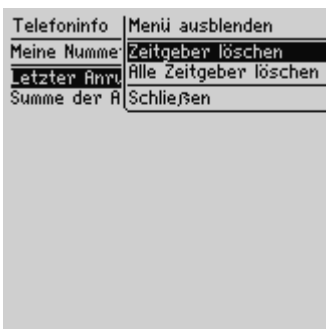 Telefoninfo
Meine Numme
Letzter Anru
Summe der A
Menü ausblenden
Zeitgeber löschen
Alle Zeitgeber löschen
Schließen